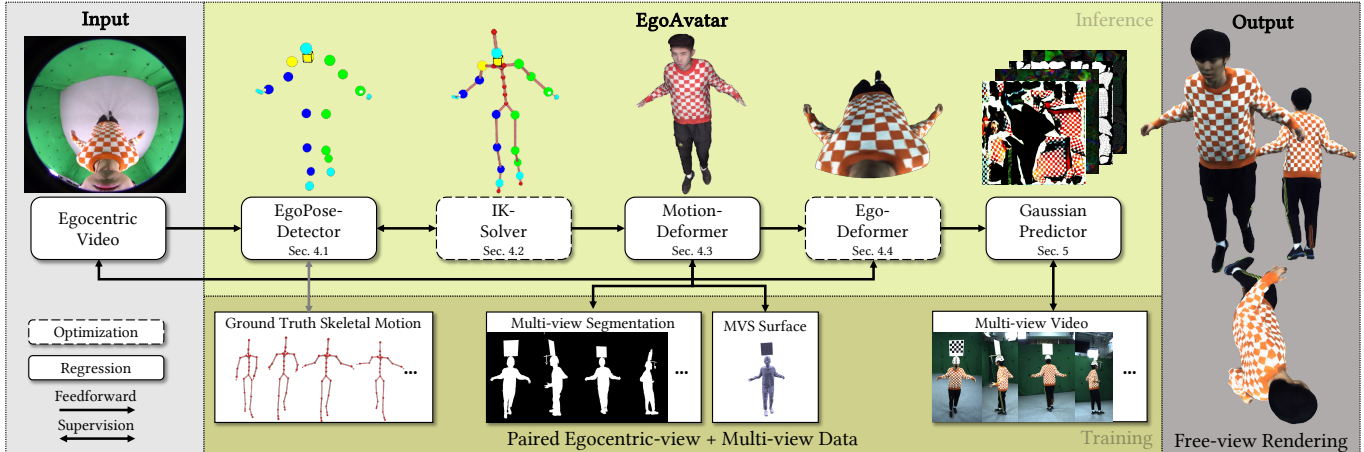 Input
EgoAvatar
Inference
Output
Egocentric
Video
EgoPose-
Detector
Sec. 4.1
IK-
Solver
Sec. 4.2
Motion-
Deformer
Sec. 4.3
Ego-
Deformer
Sec. 4.4
Gaussian
Predictor
Sec. 5
Optimization
Regression
Feedforward
Supervision
Ground Truth Skeletal Motion
...
Multi-view Segmentation
...
MVS Surface
Multi-view Video
...
Paired Egocentric-view + Multi-view Data
Training
Free-view Rendering